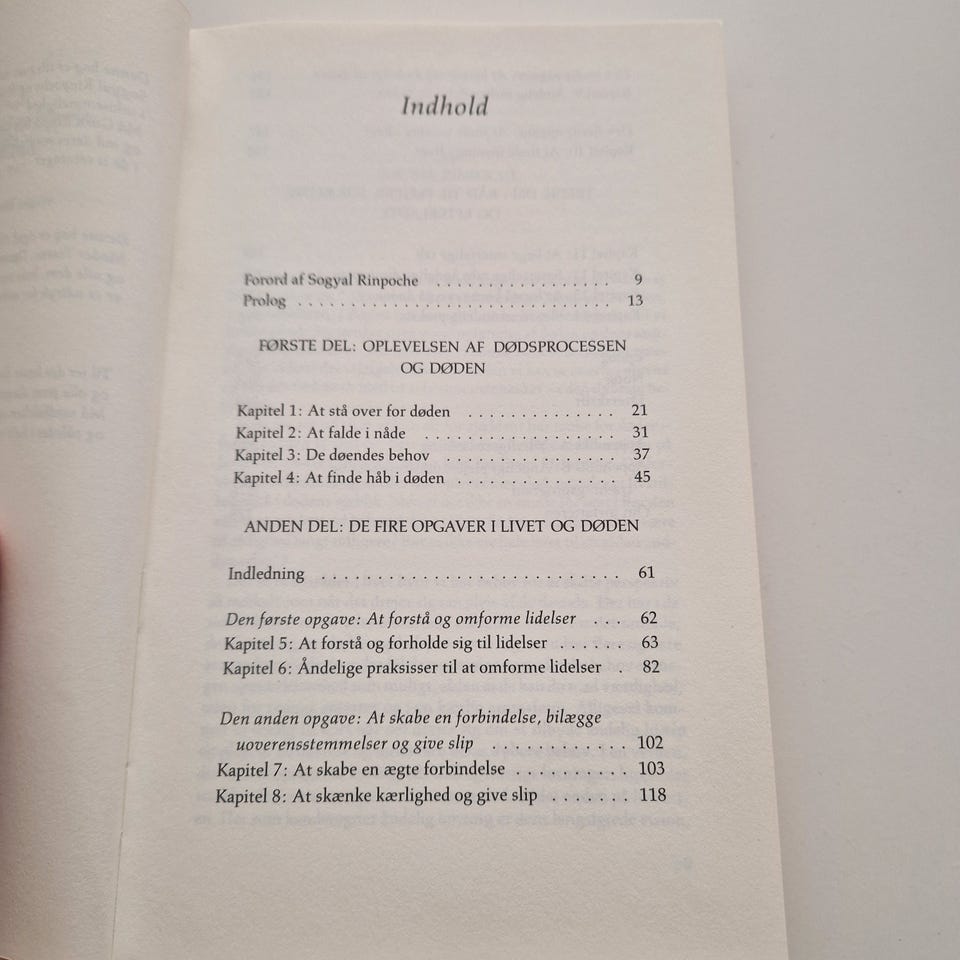 Indhold
Forord af Sogyal Rinpoche . . . . . . . . . . . . . . . . . 9
Prolog . . . . . . . . . . . . . . . . . . . . . . . . . . . . . 13
FØRSTE DEL: OPLEVELSEN AF DØDSPROCESSEN
OG DØDEN
Kapitel 1: At stå over for døden . . . . . . . . . . . . . . 21
Kapitel 2: At falde i nåde . . . . . . . . . . . . . . . . . . 31
Kapitel 3: De døendes behov . . . . . . . . . . . . . . . . 37
Kapitel 4: At finde håb i døden . . . . . . . . . . . . . . . 45
ANDEN DEL: DE FIRE OPGAVER I LIVET OG DØDEN
Indledning . . . . . . . . . . . . . . . . . . . . . . . . . . . 61
Den første opgave: At forstå og omforme lidelser . . . 62
Kapitel 5: At forstå og forholde sig til lidelser . . . . . . 63
Kapitel 6: Åndelige praksisser til at omforme lidelser . 82
Den anden opgave: At skabe en forbindelse, bilægge
uoverensstemmelser og give slip . . . . . . . . . . . . 102
Kapitel 7: At skabe en ægte forbindelse . . . . . . . . . 103
Kapitel 8: At skænke kærlighed og give slip . . . . . . . 118